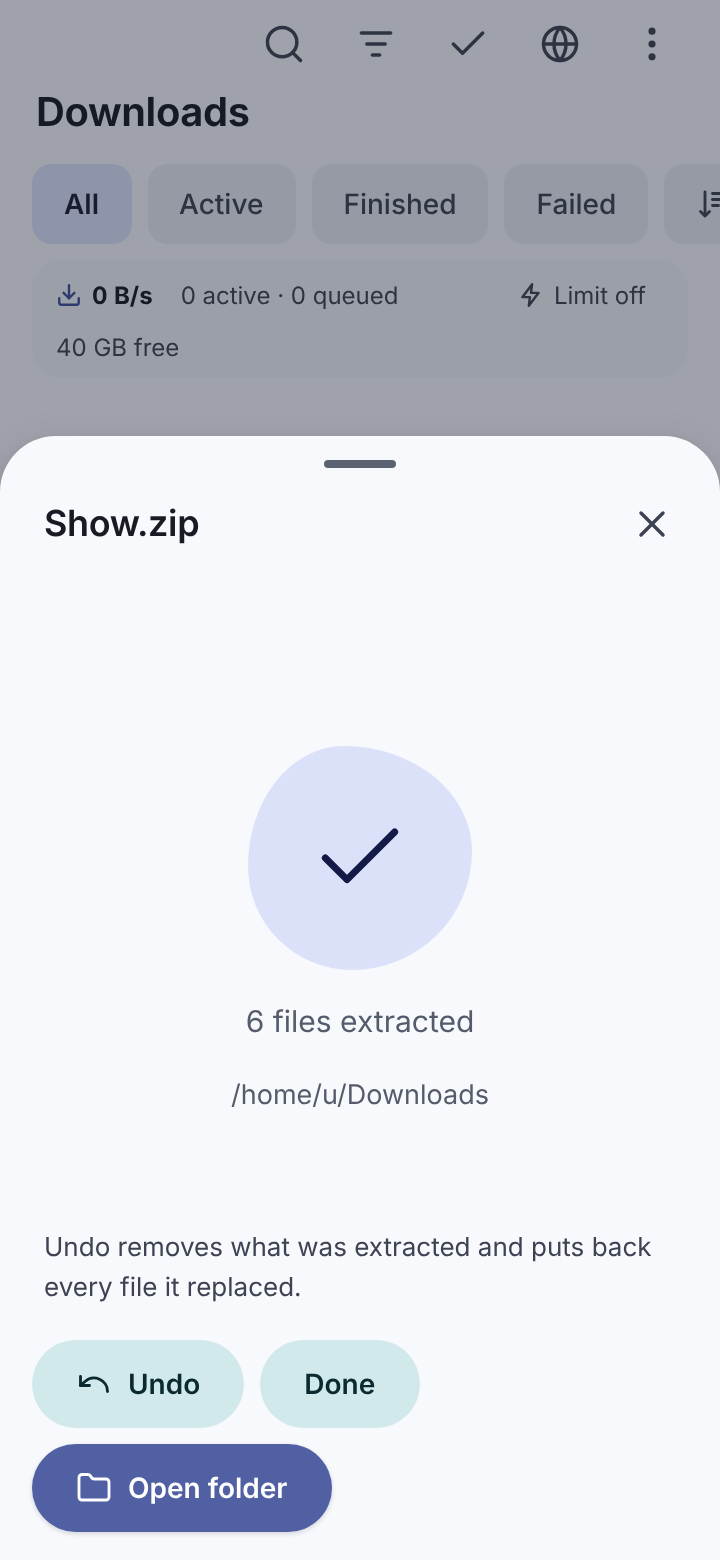 Downloads
All
Active
Finished
Failed
0 B/s
0 active · 0 queued
Limit off
40 GB free
Show.zip
6 files extracted
/home/u/Downloads
Undo removes what was extracted and puts back
every file it replaced.
Undo
Done
Open folder